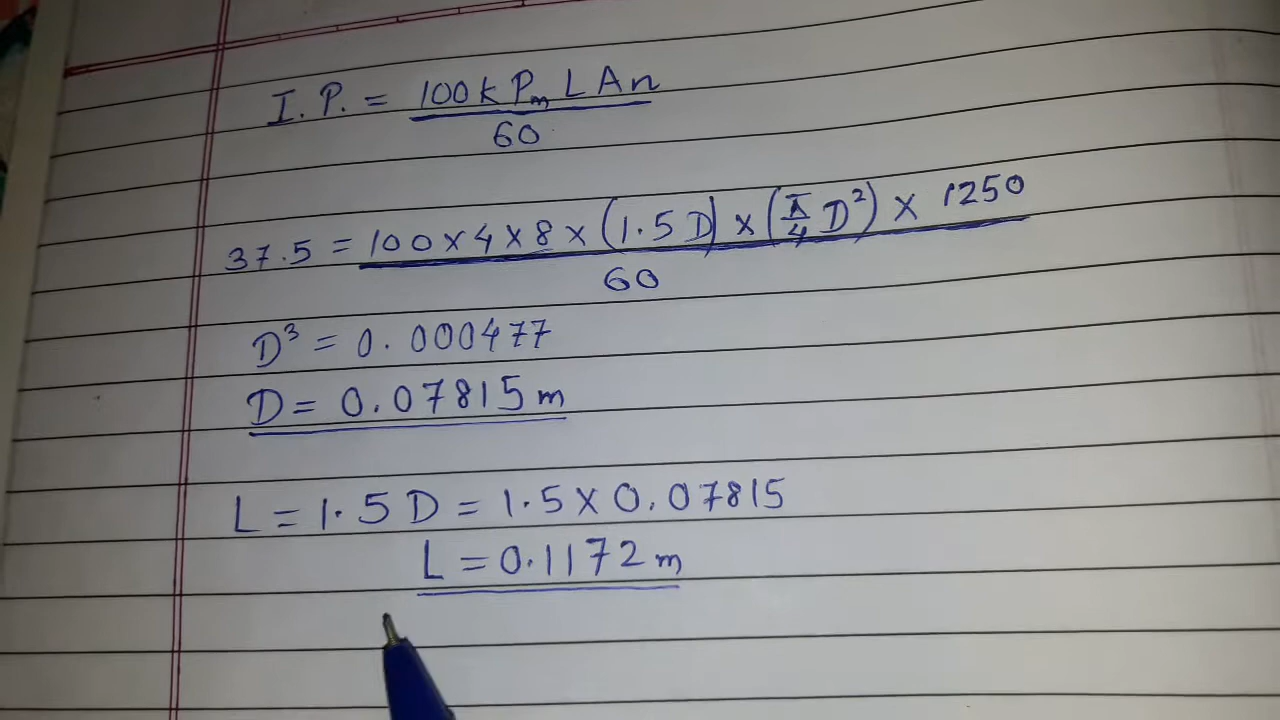 I.P. = 100 k Pm L A n
60
37.5 = 100 × 4 × 8 × (1.5 D) × (π/4 D²) × 1250
60
D³ = 0.000477
D = 0.07815 m
L = 1.5 D = 1.5 × 0.07815
L = 0.1172 m